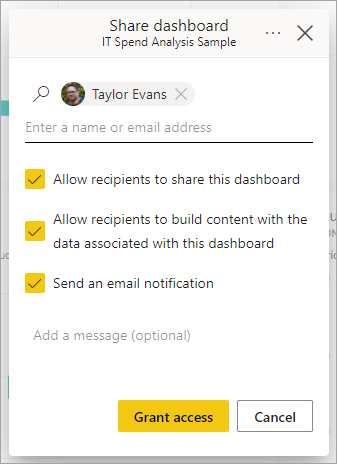 Share dashboard
IT Spend Analysis Sample
Taylor Evans
Enter a name or email address
Allow recipients to share this dashboard
Allow recipients to build content with the
data associated with this dashboard
Send an email notification
Add a message (optional)
Grant access
Cancel